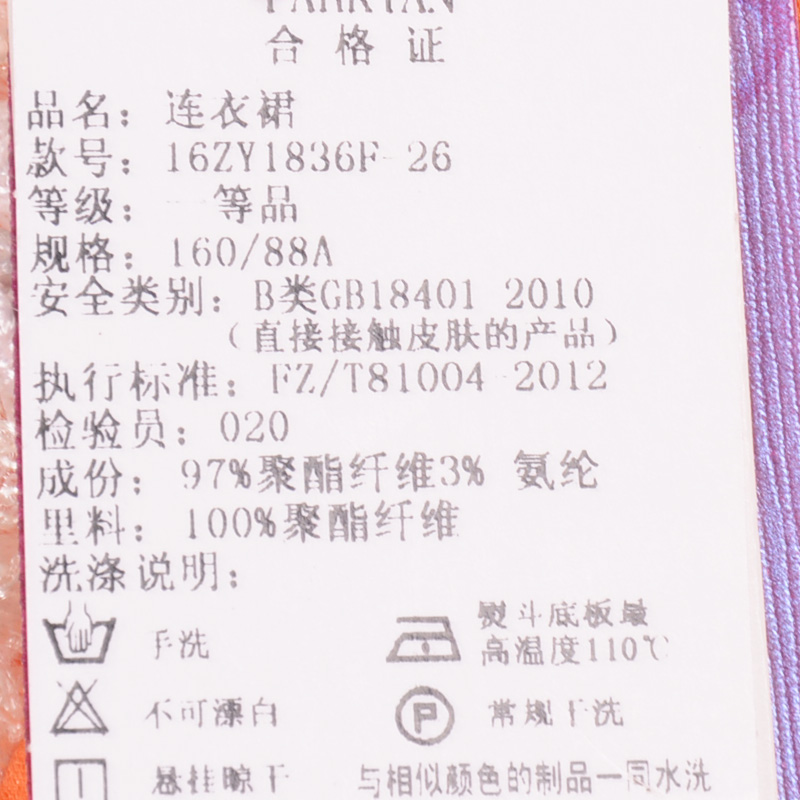 合格证
品名：连衣裙
款号：16ZY1836F-26
等级：一等品
规格：160/88A
安全类别：B类GB18401 2010
（直接接触皮肤的产品）
执行标准：FZ/T81004-2012
检验员：020
成份：97%聚酯纤维3% 氨纶
里料：100%聚酯纤维
洗涤说明：
手洗
熨斗底板最
高温度110℃
不可漂白
P
常规干洗
悬挂晾干
与相似颜色的制品一同水洗